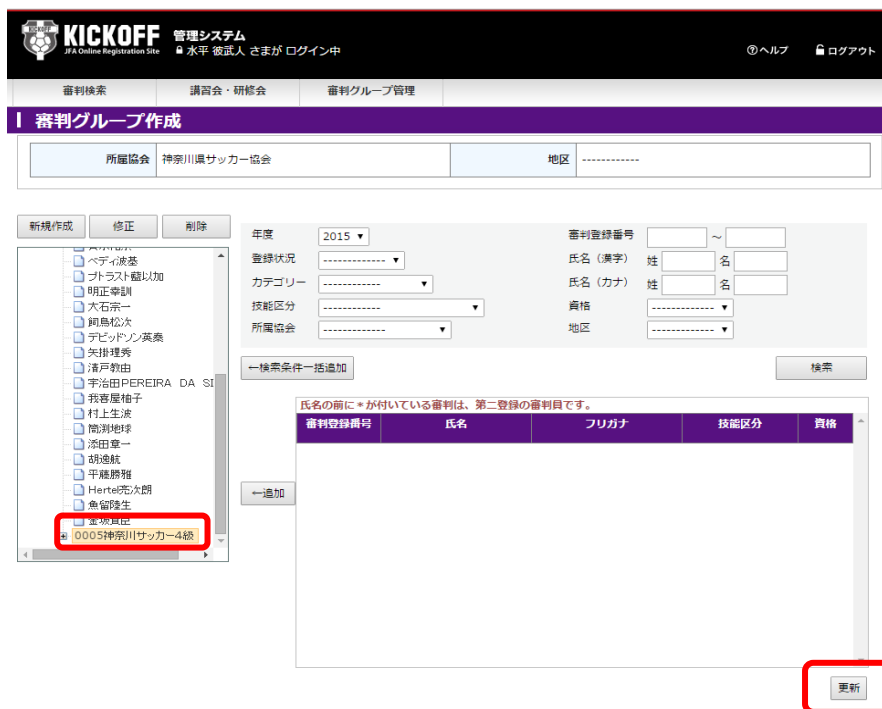 KICKOFF
JFA Online Registration Site
管理システム
水平 彼武人 さまが ログイン中
ヘルプ ログアウト
審判検索 講習会・研修会 審判グループ管理
審判グループ作成
所属協会 神奈川県サッカー協会 地区 ------------
新規作成 修正 削除
年度 2015 審判登録番号 ～
登録状況 ------------- 氏名（漢字） 姓 名
カテゴリー ------------ 氏名（カナ） 姓 名
技能区分 ------------ 資格 -------------
所属協会 ------------- 地区 -------------
←検索条件一括追加 検索
ペディ波基
ブトラスト藍以加
明正幸訓
大石宗一
飼鳥松次
デビッドソン英奏
矢掛理秀
清戸教由
宇治田PEREIRA DA SI
我喜屋柚子
村上生波
筒渕地球
添田章一
胡逸航
平藤勝雅
Hertel亮次朗
魚留陸生
0005神奈川サッカー4級
氏名の前に＊が付いている審判は、第二登録の審判員です。
審判登録番号 氏名 フリガナ 技能区分 資格
←追加
更新